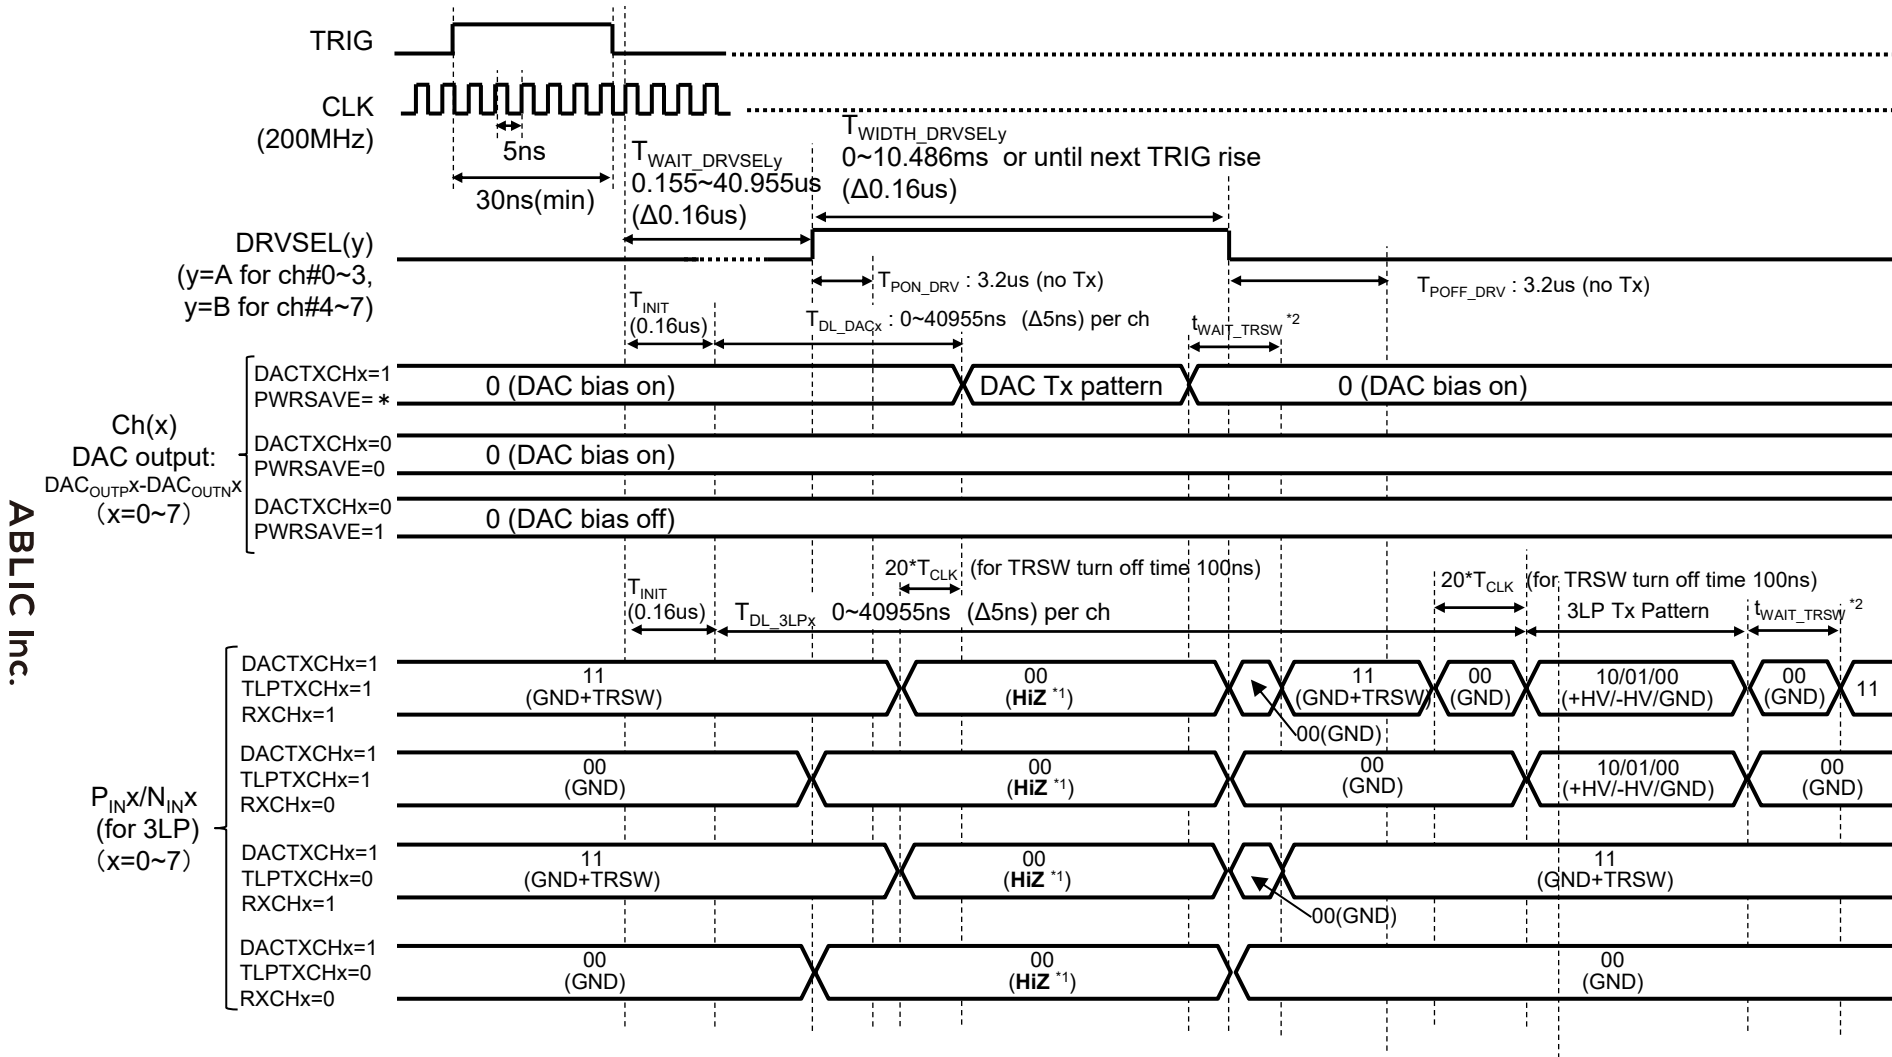 TRIG
CLK
(200MHz)
5ns
30ns(min)
TWAIT_DRVSELy
0.155~40.955us
(Δ0.16us)
TWIDTH_DRVSELy
0~10.486ms or until next TRIG rise
(Δ0.16us)
DRVSEL(y)
(y=A for ch#0~3,
y=B for ch#4~7)
TPON_DRV : 3.2us (no Tx)
TPOFF_DRV : 3.2us (no Tx)
TINIT
(0.16us)
TDL_DACx : 0~40955ns (Δ5ns) per ch
tWAIT_TRSW *2
Ch(x)
DAC output:
DACOUTPx-DACOUTNx
(x=0~7)
DACTXCHx=1
PWRSAVE=*
0 (DAC bias on)
DAC Tx pattern
0 (DAC bias on)
DACTXCHx=0
PWRSAVE=0
0 (DAC bias on)
DACTXCHx=0
PWRSAVE=1
0 (DAC bias off)
ABLIC Inc.
20*TCLK (for TRSW turn off time 100ns)
20*TCLK (for TRSW turn off time 100ns)
TINIT
(0.16us)
TDL_3LPx 0~40955ns (Δ5ns) per ch
3LP Tx Pattern
tWAIT_TRSW *2
PINx/NINx
(for 3LP)
(x=0~7)
DACTXCHx=1
TLPTXCHx=1
RXCHx=1
11
(GND+TRSW)
00
(HiZ *1)
00(GND)
11
(GND+TRSW)
00
(GND)
10/01/00
(+HV/-HV/GND)
00
(GND)
11
DACTXCHx=1
TLPTXCHx=1
RXCHx=0
00
(GND)
00
(HiZ *1)
00
(GND)
10/01/00
(+HV/-HV/GND)
00
(GND)
DACTXCHx=1
TLPTXCHx=0
RXCHx=1
11
(GND+TRSW)
00
(HiZ *1)
00(GND)
11
(GND+TRSW)
DACTXCHx=1
TLPTXCHx=0
RXCHx=0
00
(GND)
00
(HiZ *1)
00
(GND)